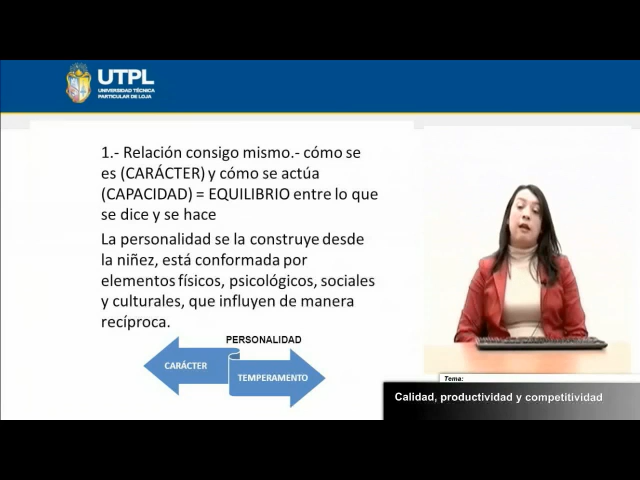 UTPL
UNIVERSIDAD TÉCNICA
PARTICULAR DE LOJA
1.- Relación consigo mismo.- cómo se
es (CARÁCTER) y cómo se actúa
(CAPACIDAD) = EQUILIBRIO entre lo que
se dice y se hace
La personalidad se la construye desde
la niñez, está conformada por
elementos físicos, psicológicos, sociales
y culturales, que influyen de manera
recíproca.
PERSONALIDAD
CARÁCTER
TEMPERAMENTO
Tema:
Calidad, productividad y competitividad